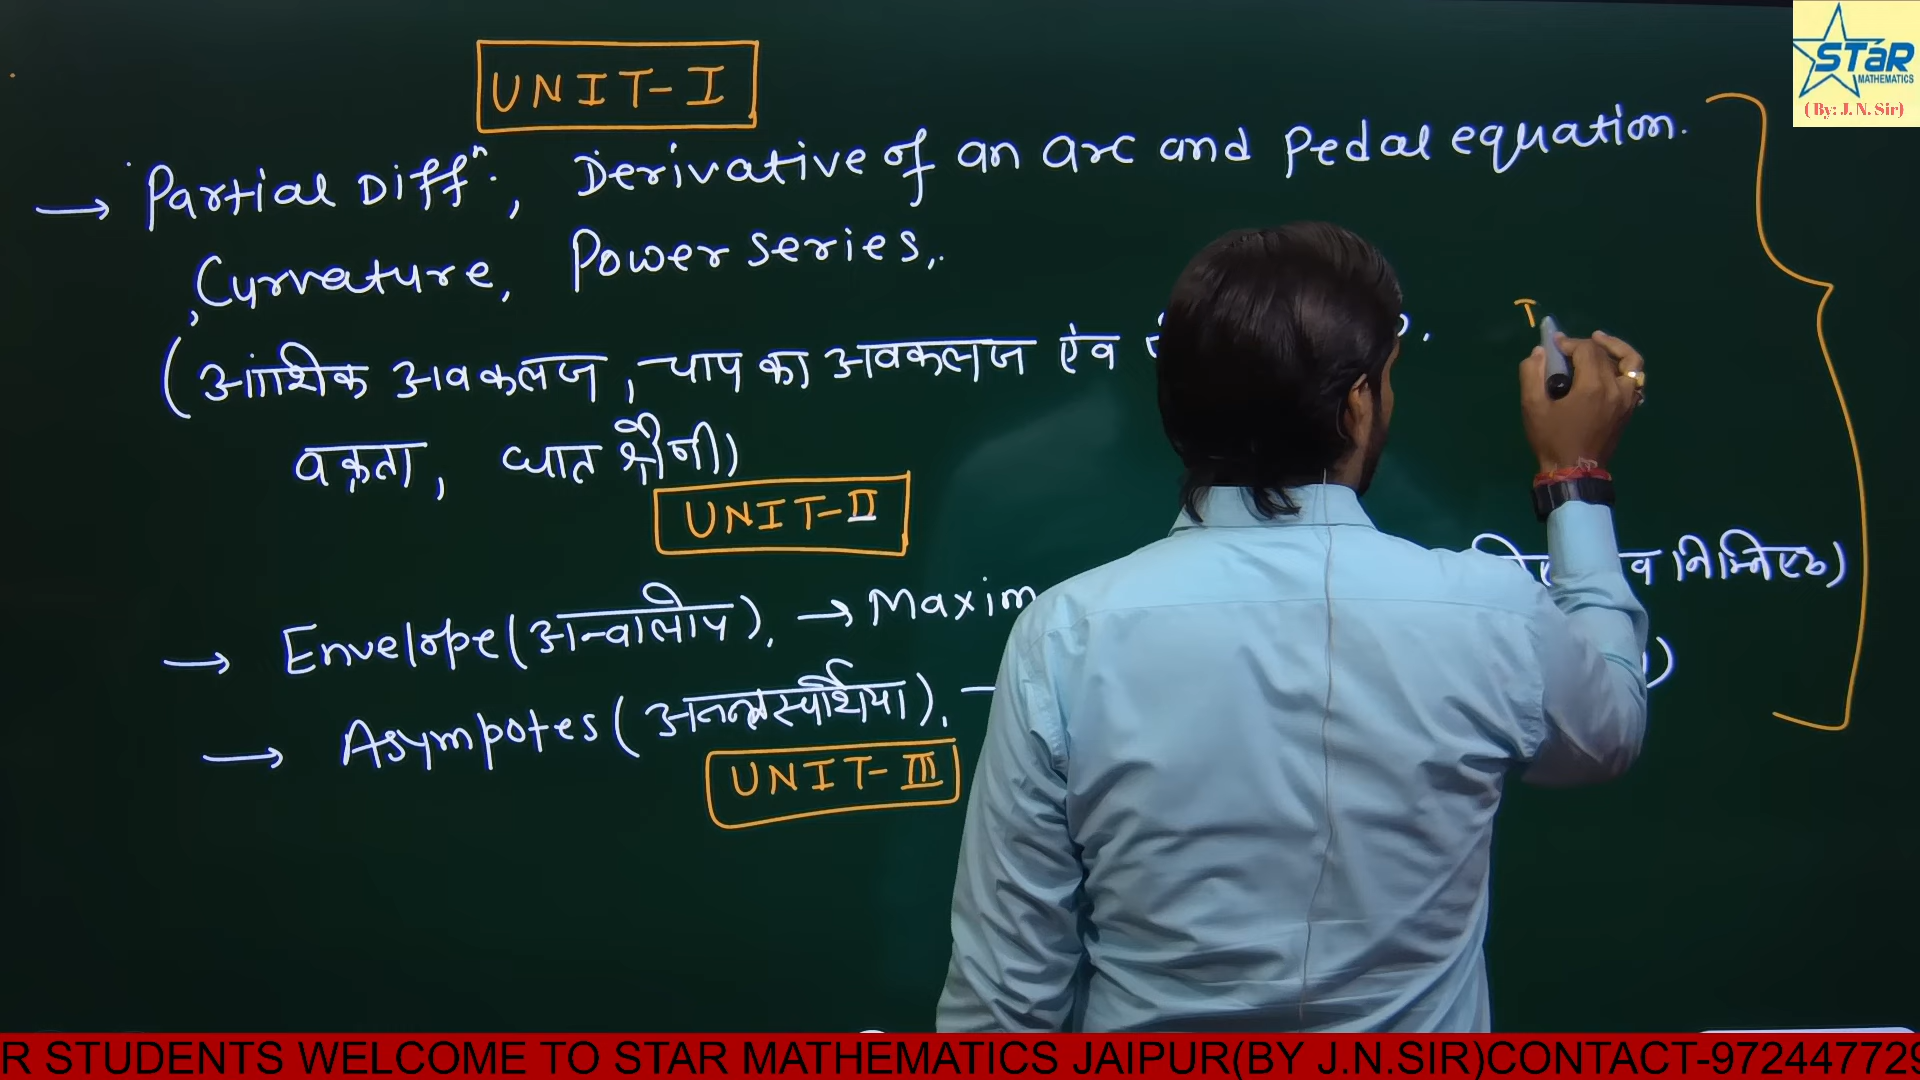 UNIT-I
→ Partial Diffⁿ., Derivative of an arc and Pedal equation.
, Curvature, Power series,.
(आंशिक अवकलज, चाप का अवकलज एंव
वक्रता, घात श्रेणी)
UNIT-II
→ Envelope(अन्वालोप), → Maxim व निम्निष्ठ)
→ Asympotes(अनन्तस्पर्शिया),
UNIT-III
STaR
MATHEMATICS
(By: J. N. Sir)
R STUDENTS WELCOME TO STAR MATHEMATICS JAIPUR(BY J.N.SIR)CONTACT-972447729